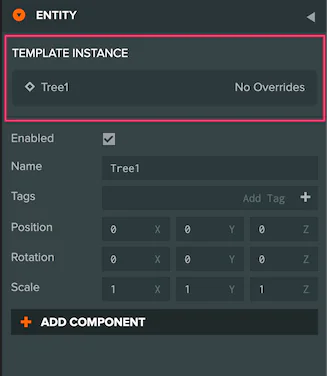 ENTITY
TEMPLATE INSTANCE
Tree1 No Overrides
Enabled
Name Tree1
Tags Add Tag
Position 0 X 0 Y 0 Z
Rotation 0 X 0 Y 0 Z
Scale 1 X 1 Y 1 Z
ADD COMPONENT